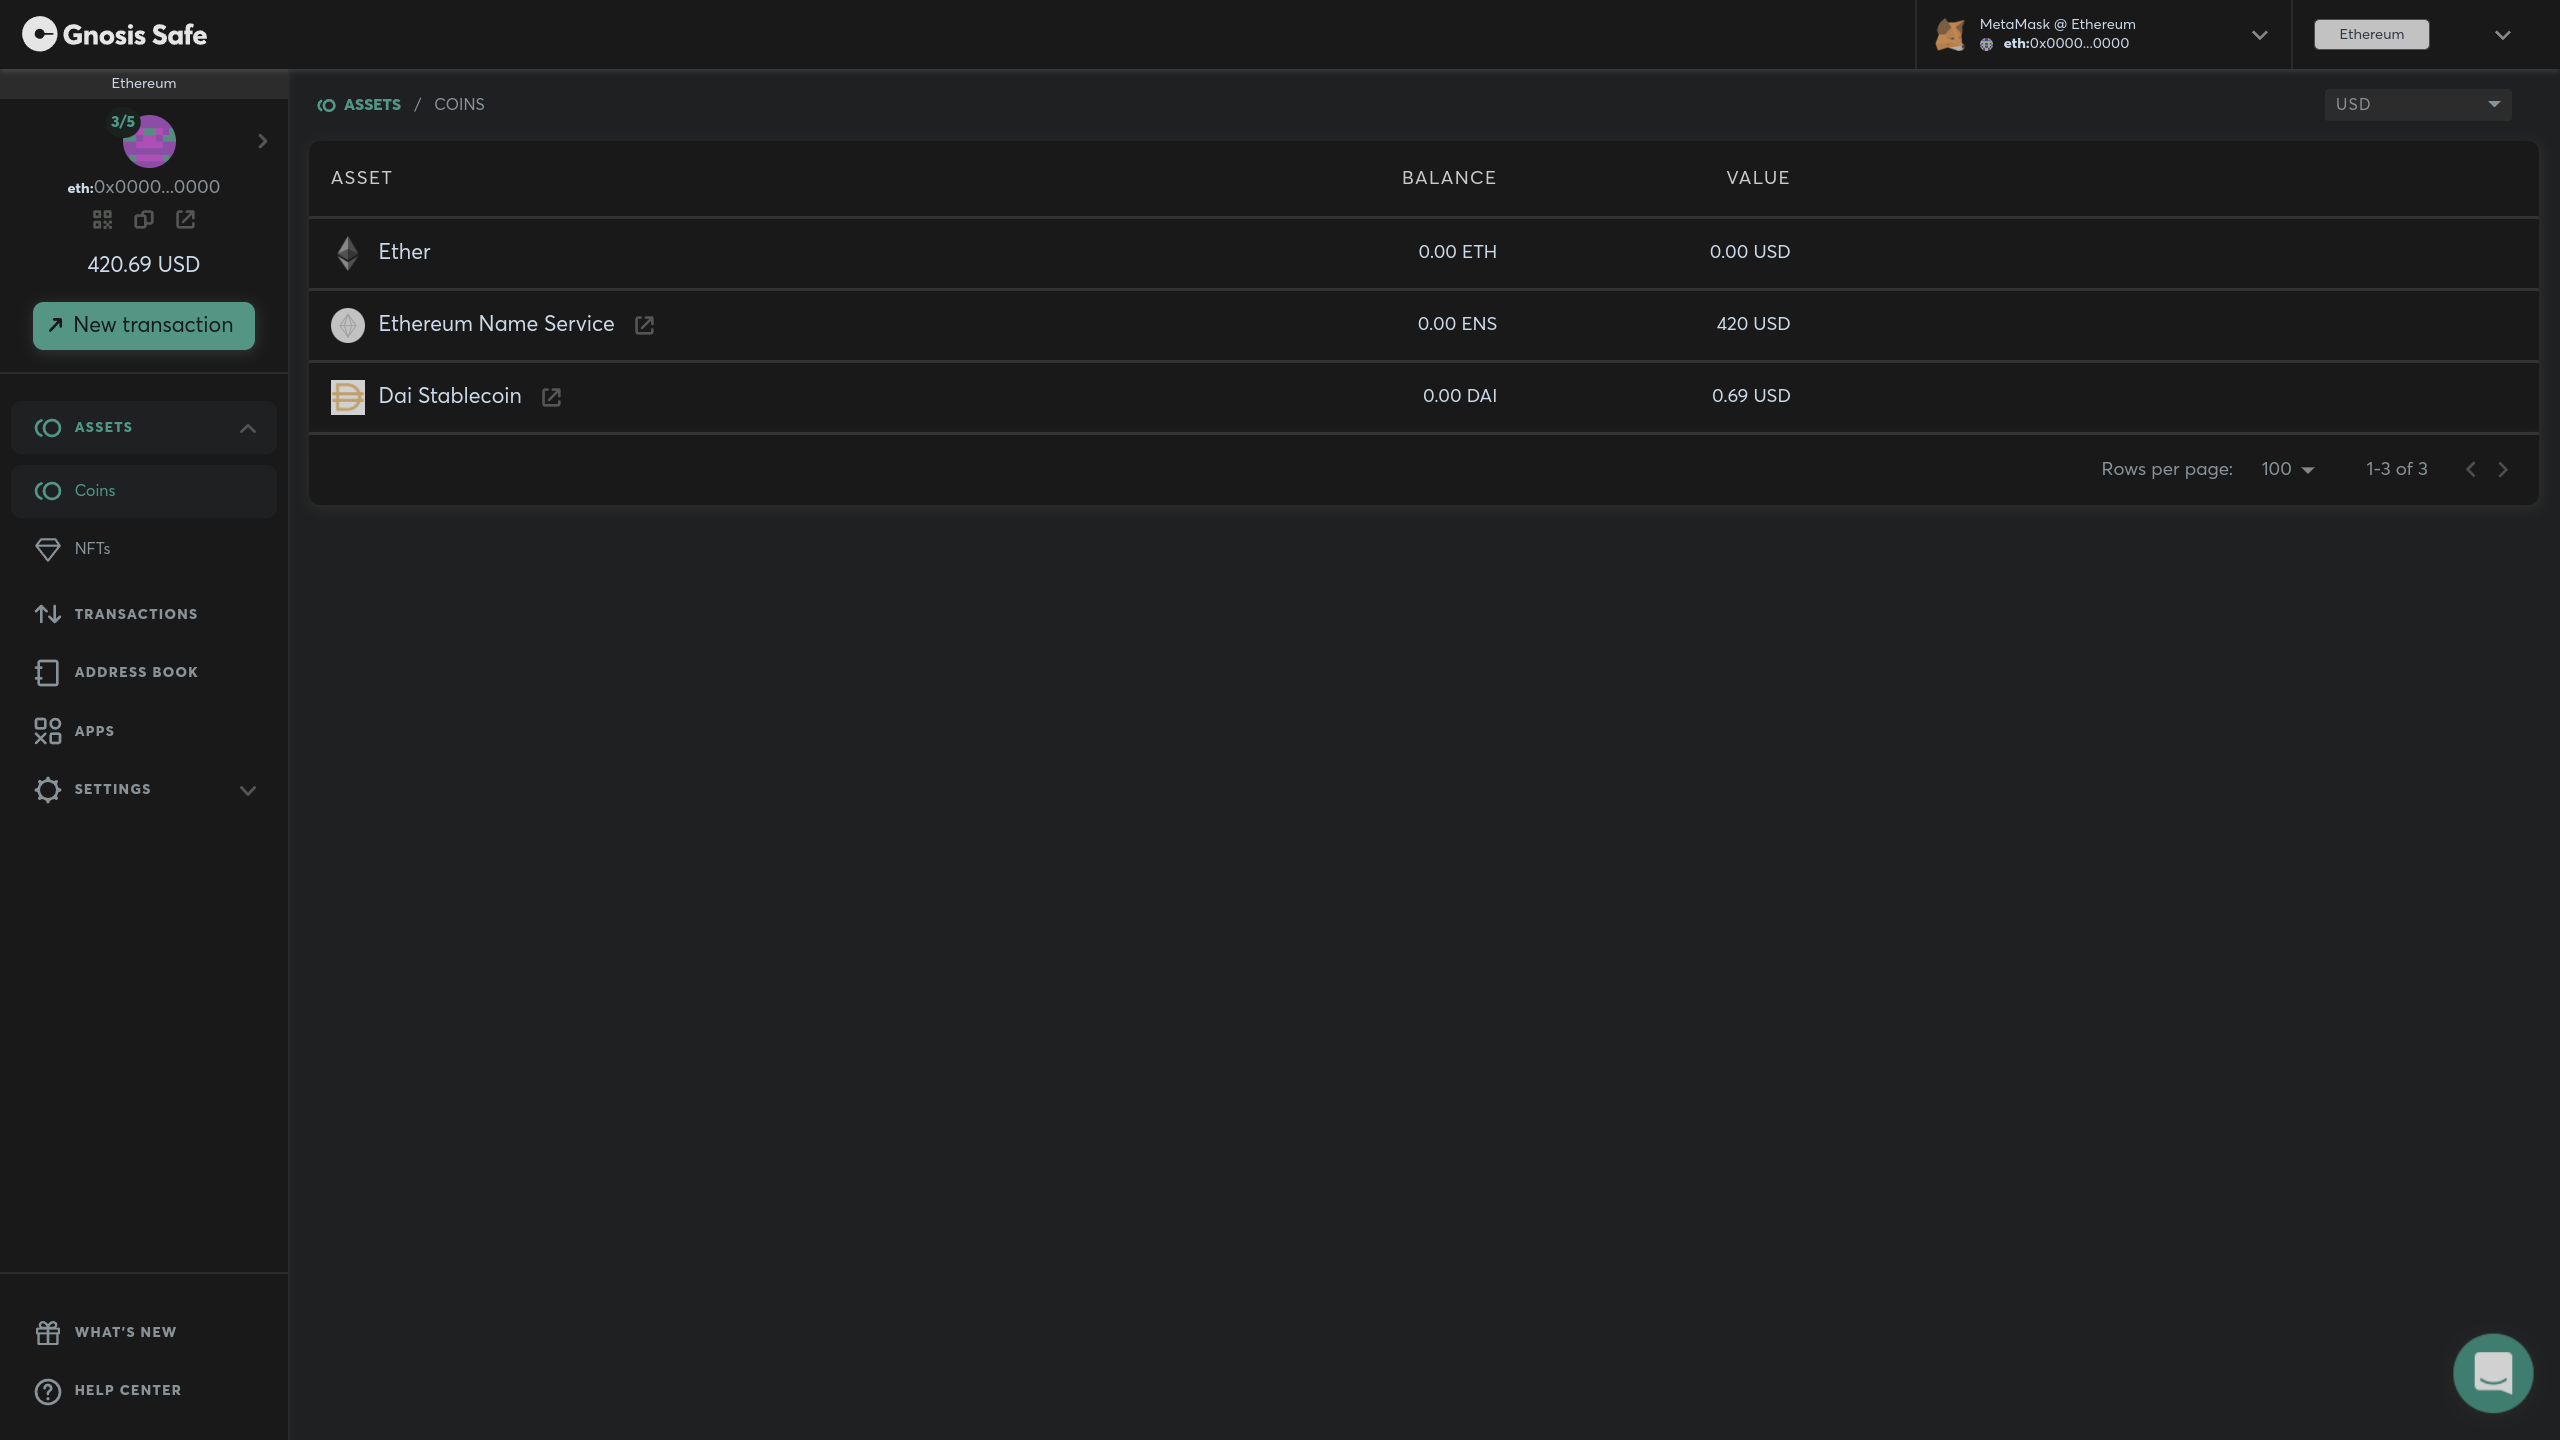 Gnosis Safe
MetaMask @ Ethereum
eth:0x0000...0000
Ethereum
Ethereum
3/5
eth:0x0000...0000
420.69 USD
New transaction
ASSETS
Coins
NFTs
TRANSACTIONS
ADDRESS BOOK
APPS
SETTINGS
WHAT'S NEW
HELP CENTER
ASSETS / COINS
USD
ASSET BALANCE VALUE
Ether 0.00 ETH 0.00 USD
Ethereum Name Service 0.00 ENS 420 USD
Dai Stablecoin 0.00 DAI 0.69 USD
Rows per page: 100 1-3 of 3